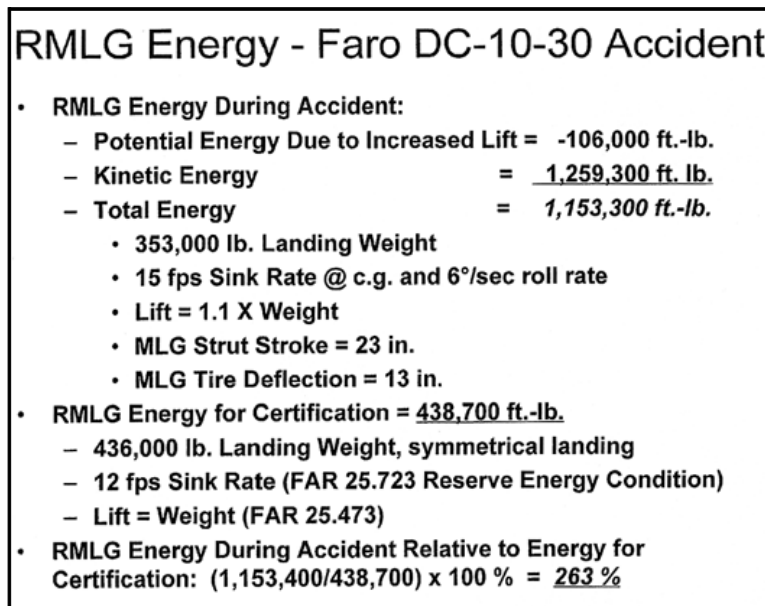 RMLG Energy - Faro DC-10-30 Accident
• RMLG Energy During Accident:
– Potential Energy Due to Increased Lift = -106,000 ft.-lb.
– Kinetic Energy = 1,259,300 ft. lb.
– Total Energy = 1,153,300 ft.-lb.
• 353,000 lb. Landing Weight
• 15 fps Sink Rate @ c.g. and 6°/sec roll rate
• Lift = 1.1 X Weight
• MLG Strut Stroke = 23 in.
• MLG Tire Deflection = 13 in.
• RMLG Energy for Certification = 438,700 ft.-lb.
– 436,000 lb. Landing Weight, symmetrical landing
– 12 fps Sink Rate (FAR 25.723 Reserve Energy Condition)
– Lift = Weight (FAR 25.473)
• RMLG Energy During Accident Relative to Energy for
Certification: (1,153,400/438,700) x 100 % = 263 %